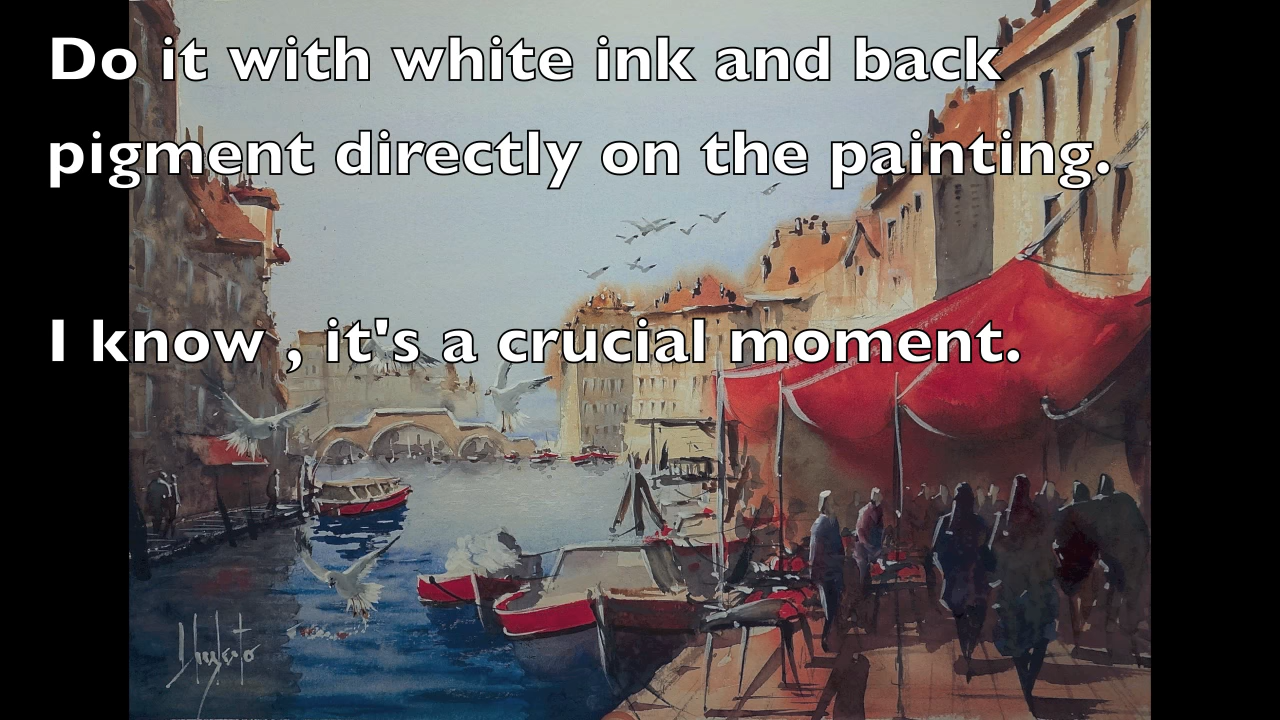 Do it with white ink and back
pigment directly on the painting.
I know , it's a crucial moment.